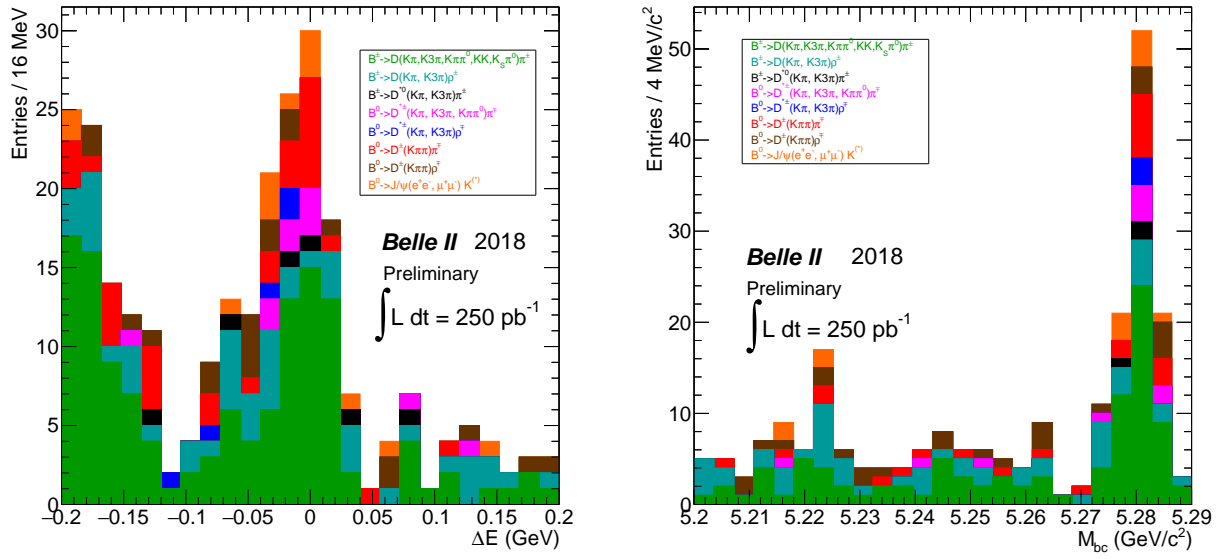 Entries / 16 MeV
30
25
20
15
10
5
0
B±->D(Kπ,K3π,Kππ⁰,KK,K_Sπ⁰)π±
B±->D(Kπ, K3π)ρ±
B±->D*⁰(Kπ, K3π)π±
B⁰->D*±(Kπ, K3π, Kππ⁰)π∓
B⁰->D*±(Kπ, K3π)ρ∓
B⁰->D±(Kππ)π∓
B⁰->D±(Kππ)ρ∓
B⁰->J/ψ(e⁺e⁻, μ⁺μ⁻) K⁽*⁾
Belle II 2018
Preliminary
∫ L dt = 250 pb⁻¹
−0.2 −0.15 −0.1 −0.05 0 0.05 0.1 0.15 0.2
ΔE (GeV)
Entries / 4 MeV/c²
50
40
30
20
10
0
B±->D(Kπ,K3π,Kππ⁰,KK,K_Sπ⁰)π±
B±->D(Kπ, K3π)ρ±
B±->D*⁰(Kπ, K3π)π±
B⁰->D*±(Kπ, K3π, Kππ⁰)π∓
B⁰->D*±(Kπ, K3π)ρ∓
B⁰->D±(Kππ)π∓
B⁰->D±(Kππ)ρ∓
B⁰->J/ψ(e⁺e⁻, μ⁺μ⁻) K⁽*⁾
Belle II 2018
Preliminary
∫ L dt = 250 pb⁻¹
5.2 5.21 5.22 5.23 5.24 5.25 5.26 5.27 5.28 5.29
M_bc (GeV/c²)